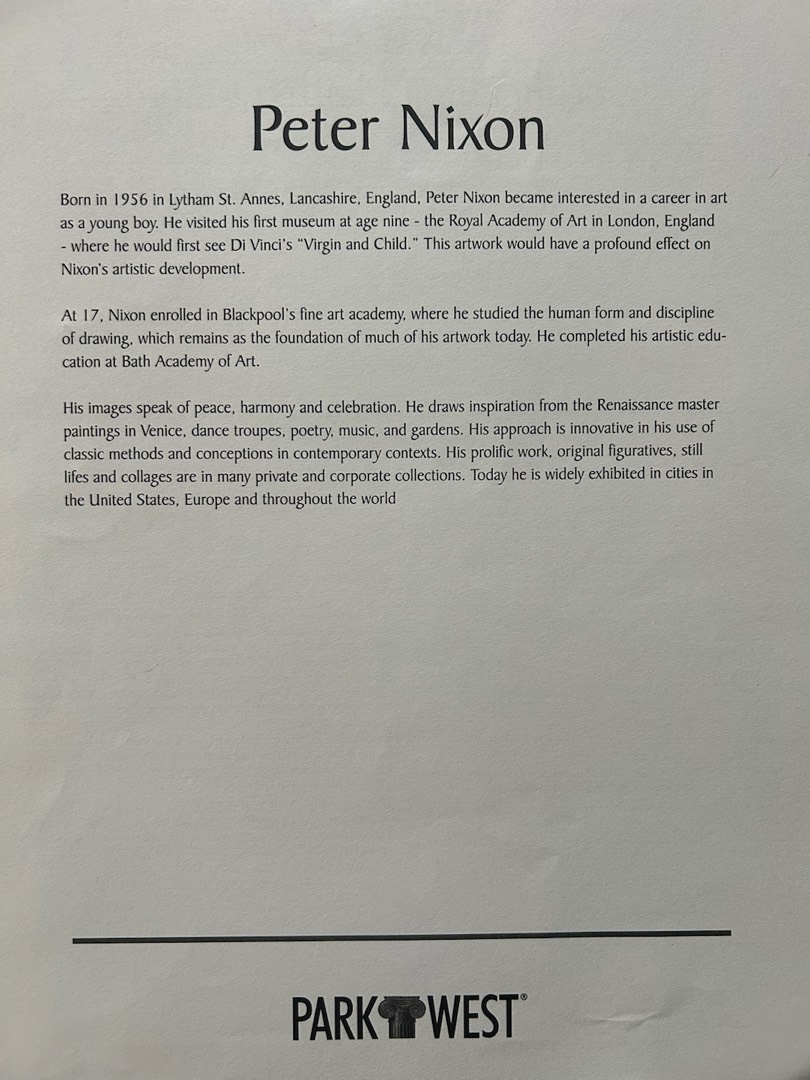 Peter Nixon
Born in 1956 in Lytham St. Annes, Lancashire, England, Peter Nixon became interested in a career in art
as a young boy. He visited his first museum at age nine - the Royal Academy of Art in London, England
- where he would first see Di Vinci's "Virgin and Child." This artwork would have a profound effect on
Nixon's artistic development.
At 17, Nixon enrolled in Blackpool's fine art academy, where he studied the human form and discipline
of drawing, which remains as the foundation of much of his artwork today. He completed his artistic edu-
cation at Bath Academy of Art.
His images speak of peace, harmony and celebration. He draws inspiration from the Renaissance master
paintings in Venice, dance troupes, poetry, music, and gardens. His approach is innovative in his use of
classic methods and conceptions in contemporary contexts. His prolific work, original figuratives, still
lifes and collages are in many private and corporate collections. Today he is widely exhibited in cities in
the United States, Europe and throughout the world
PARK WEST®